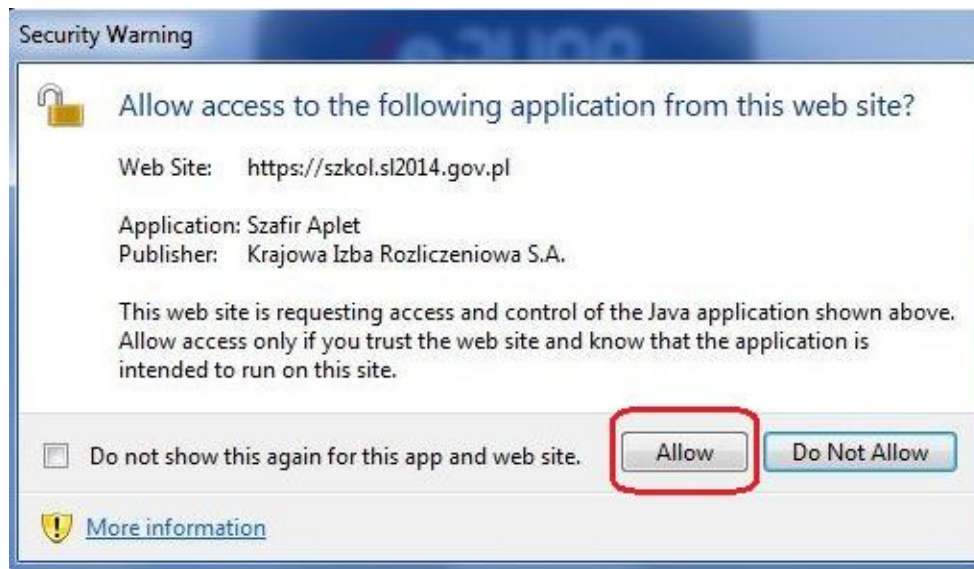 Security Warning
Allow access to the following application from this web site?
Web Site: https://szkol.sl2014.gov.pl
Application: Szafir Aplet
Publisher: Krajowa Izba Rozliczeniowa S.A.
This web site is requesting access and control of the Java application shown above.
Allow access only if you trust the web site and know that the application is
intended to run on this site.
Do not show this again for this app and web site. Allow Do Not Allow
More information